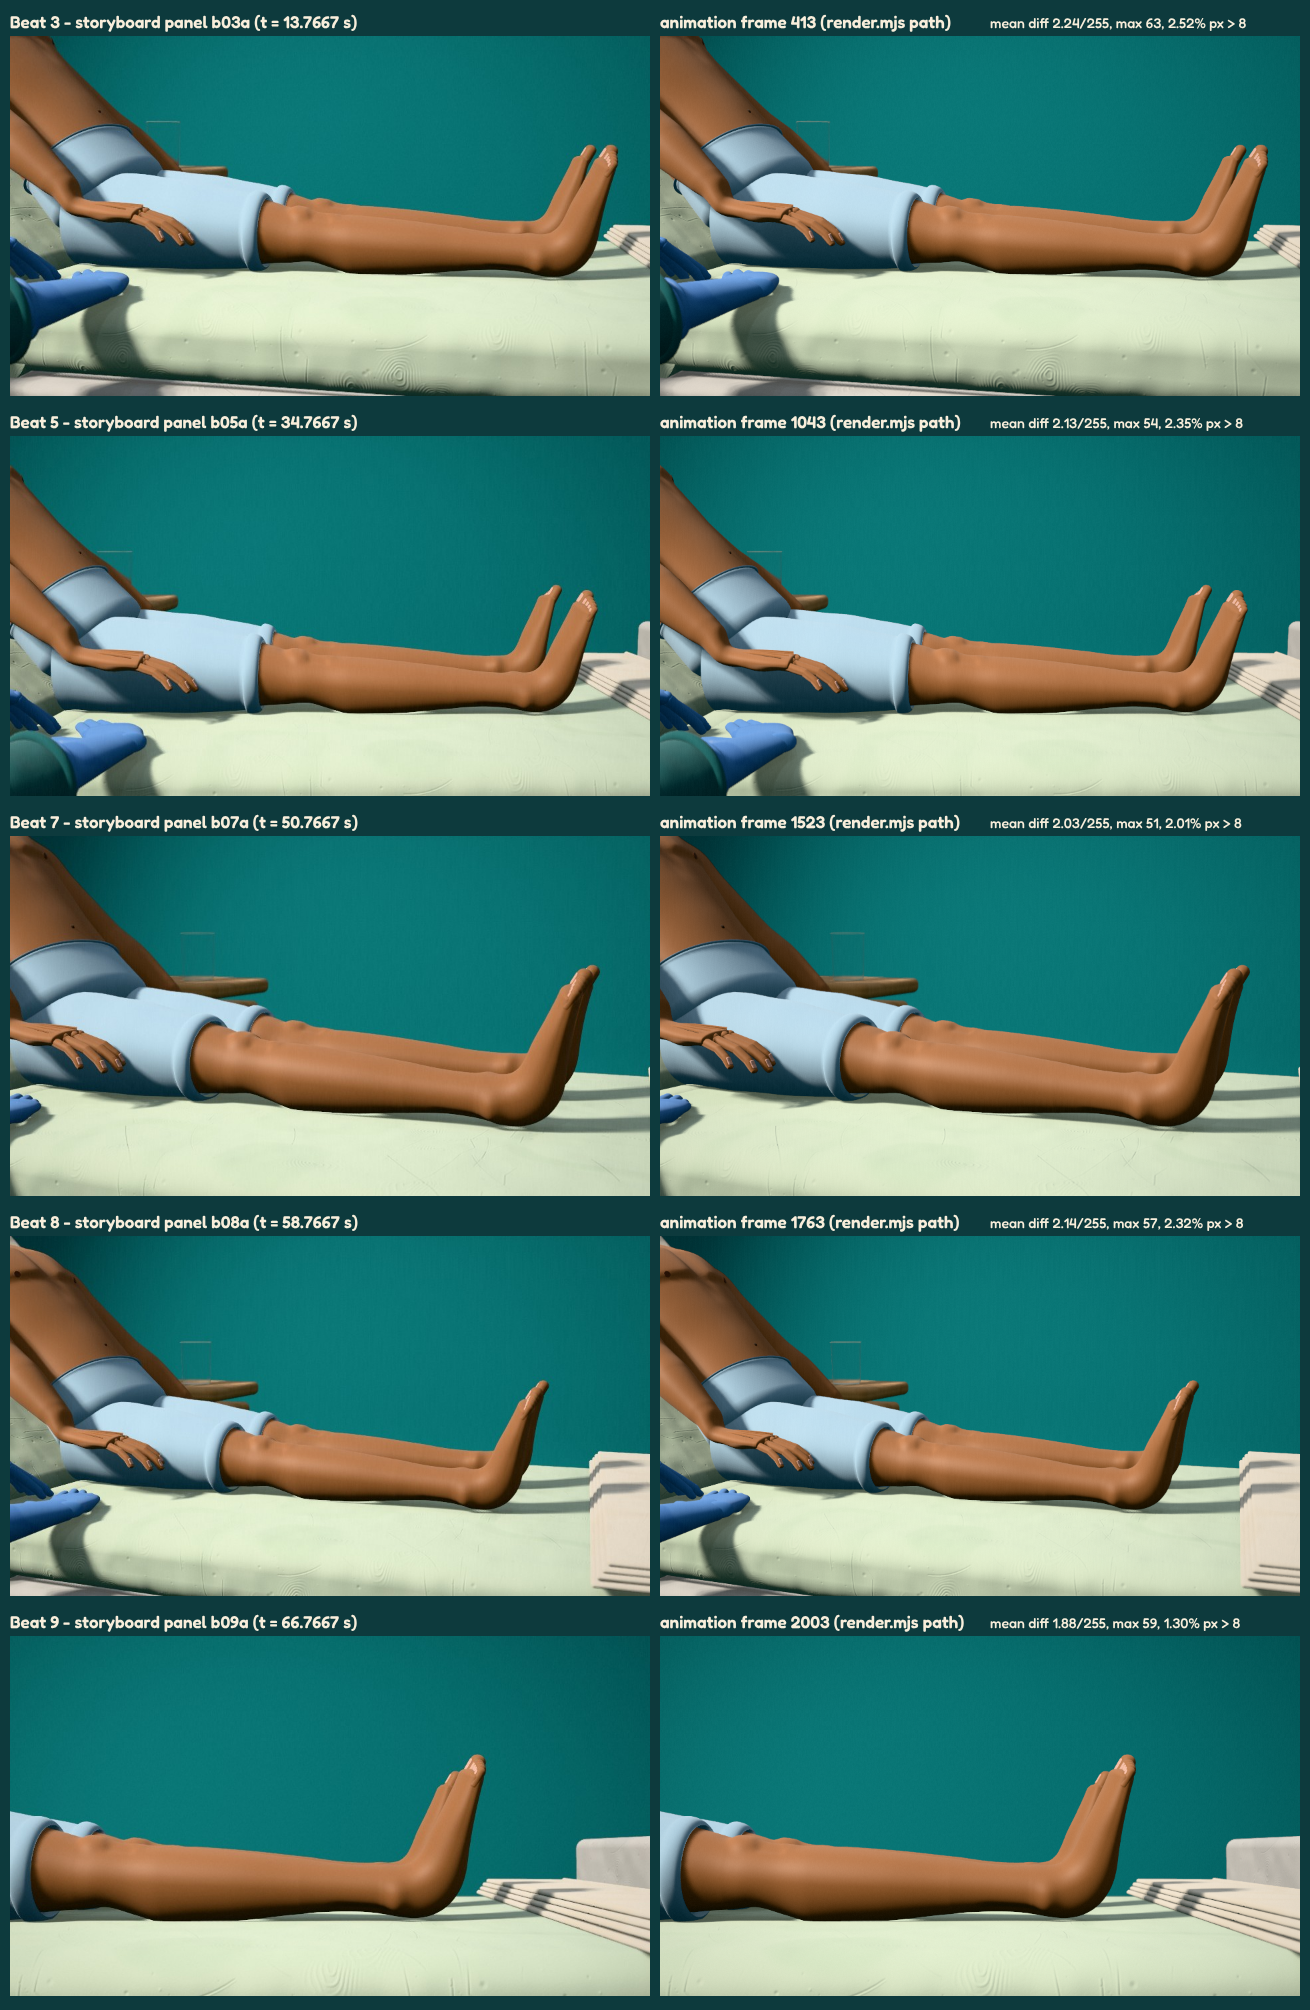 Beat 3 - storyboard panel b03a (t = 13.7667 s)
animation frame 413 (render.mjs path) mean diff 2.24/255, max 63, 2.52% px > 8
Beat 5 - storyboard panel b05a (t = 34.7667 s)
animation frame 1043 (render.mjs path) mean diff 2.13/255, max 54, 2.35% px > 8
Beat 7 - storyboard panel b07a (t = 50.7667 s)
animation frame 1523 (render.mjs path) mean diff 2.03/255, max 51, 2.01% px > 8
Beat 8 - storyboard panel b08a (t = 58.7667 s)
animation frame 1763 (render.mjs path) mean diff 2.14/255, max 57, 2.32% px > 8
Beat 9 - storyboard panel b09a (t = 66.7667 s)
animation frame 2003 (render.mjs path) mean diff 1.88/255, max 59, 1.30% px > 8